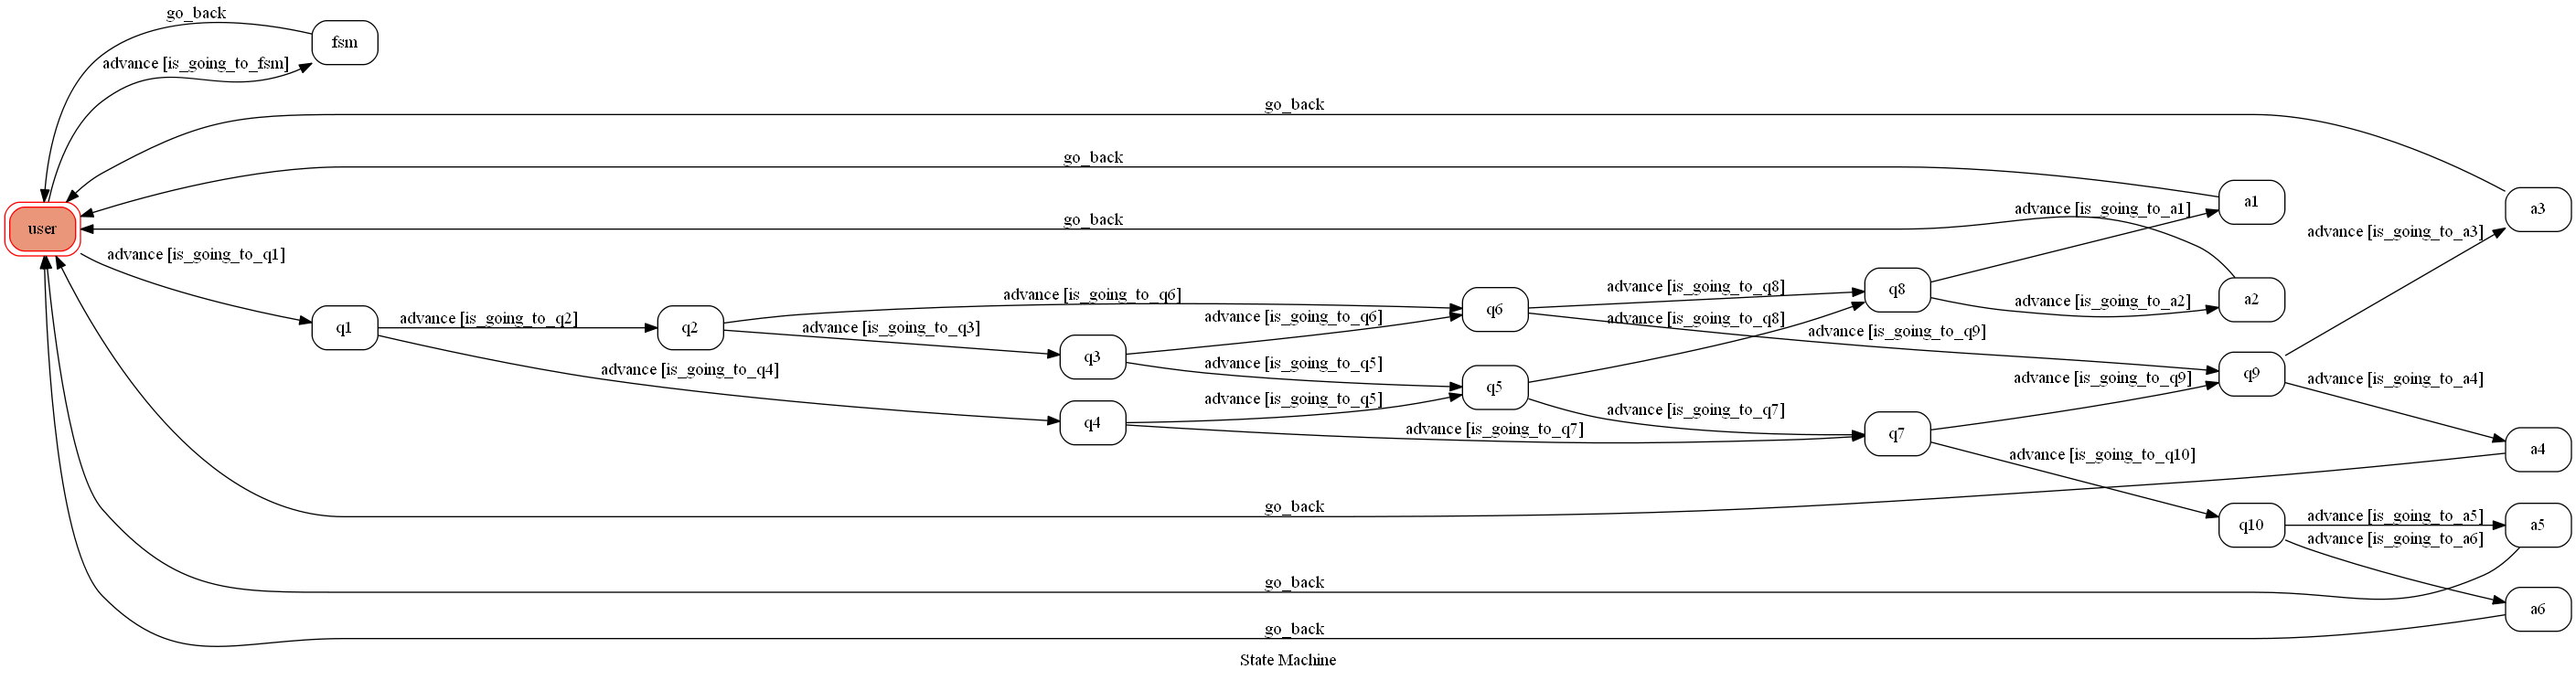 go_back
fsm
advance [is_going_to_fsm]
go_back
go_back
a1
a3
advance [is_going_to_a1]
go_back
user
advance [is_going_to_a3]
advance [is_going_to_q1]
advance [is_going_to_q8]
q8
advance [is_going_to_a2]
a2
advance [is_going_to_q6]
q6
advance [is_going_to_q2]
advance [is_going_to_q6]
advance [is_going_to_q8]
q1
q2
advance [is_going_to_q3]
advance [is_going_to_q9]
q3
advance [is_going_to_q5]
advance [is_going_to_q4]
q9
advance [is_going_to_q9]
advance [is_going_to_a4]
q5
advance [is_going_to_q5]
advance [is_going_to_q7]
q4
advance [is_going_to_q7]
q7
a4
advance [is_going_to_q10]
go_back
q10
advance [is_going_to_a5]
a5
advance [is_going_to_a6]
go_back
a6
go_back
State Machine